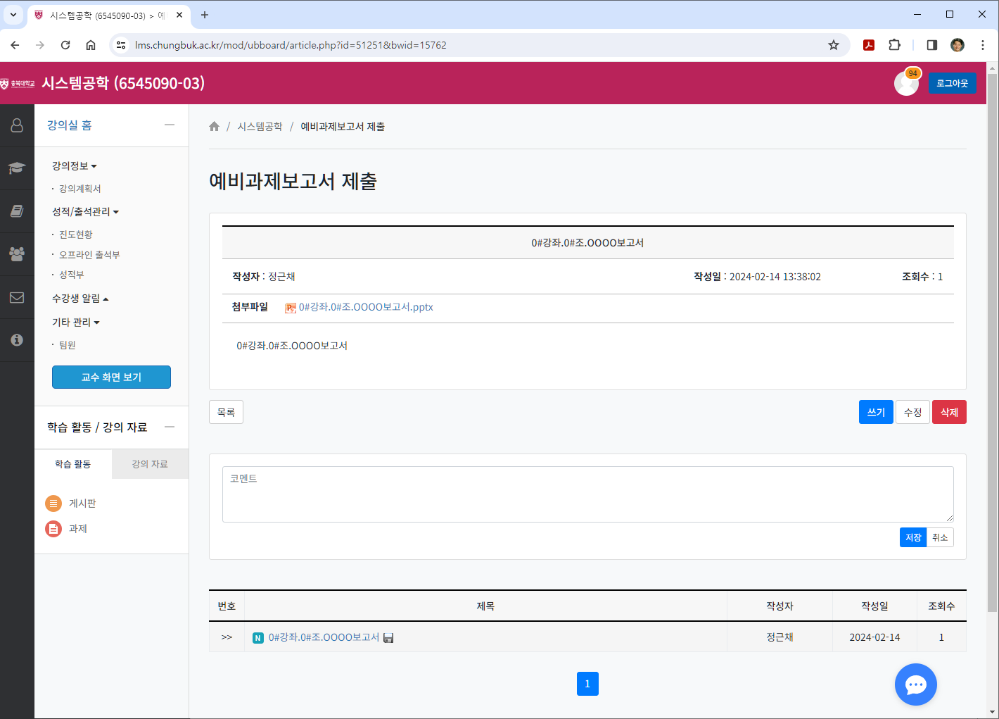 시스템공학 (6545090-03) > 예
lms.chungbuk.ac.kr/mod/ubboard/article.php?id=51251&bwid=15762
충북대학교 시스템공학 (6545090-03)
94
로그아웃
강의실 홈
강의정보
· 강의계획서
성적/출석관리
· 진도현황
· 오프라인 출석부
· 성적부
수강생 알림
기타 관리
· 팀원
교수 화면 보기
학습 활동 / 강의 자료
학습 활동 강의 자료
게시판
과제
/ 시스템공학 / 예비과제보고서 제출
예비과제보고서 제출
0#강좌.0#조.OOOO보고서
작성자 : 정근채 작성일 : 2024-02-14 13:38:02 조회수 : 1
첨부파일 0#강좌.0#조.OOOO보고서.pptx
0#강좌.0#조.OOOO보고서
목록 쓰기 수정 삭제
코멘트
저장 취소
번호 제목 작성자 작성일 조회수
>> N 0#강좌.0#조.OOOO보고서 정근채 2024-02-14 1
1